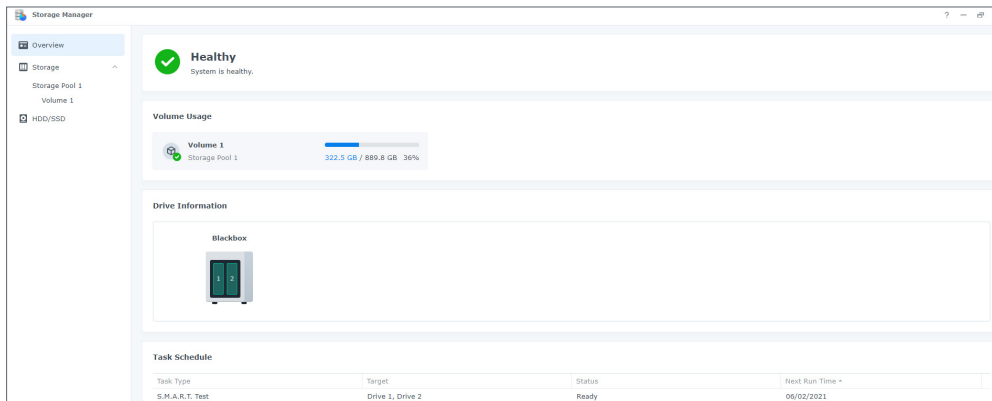 Storage Manager
?
Overview
Storage
Storage Pool 1
Volume 1
HDD/SSD
Healthy
System is healthy.
Volume Usage
Volume 1
Storage Pool 1
322.5 GB / 889.8 GB 36%
Drive Information
Blackbox
1 2
Task Schedule
Task Type Target Status Next Run Time
S.M.A.R.T. Test Drive 1, Drive 2 Ready 06/02/2021